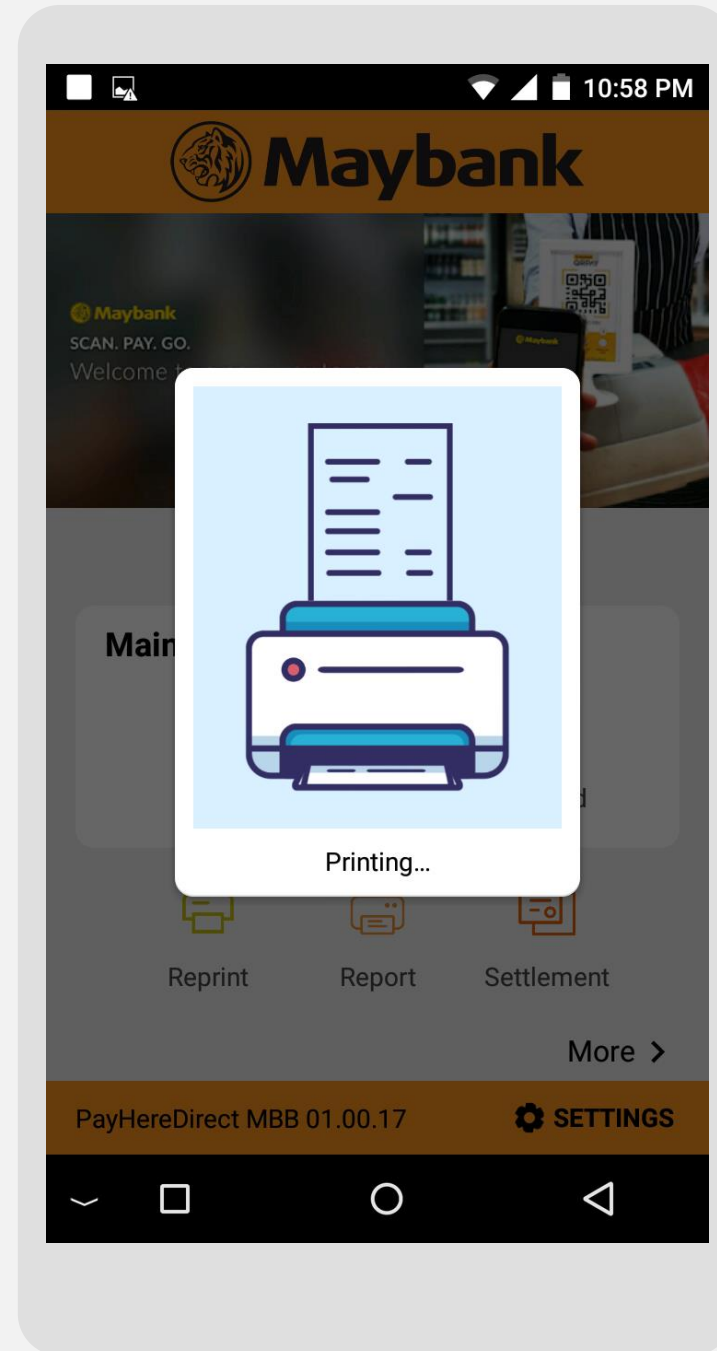 10:58 PM
Maybank
Maybank
SCAN. PAY. GO.
Welcome
Maybank
Main
Printing…
Reprint
Report
Settlement
More
PayHereDirect MBB 01.00.17
SETTINGS